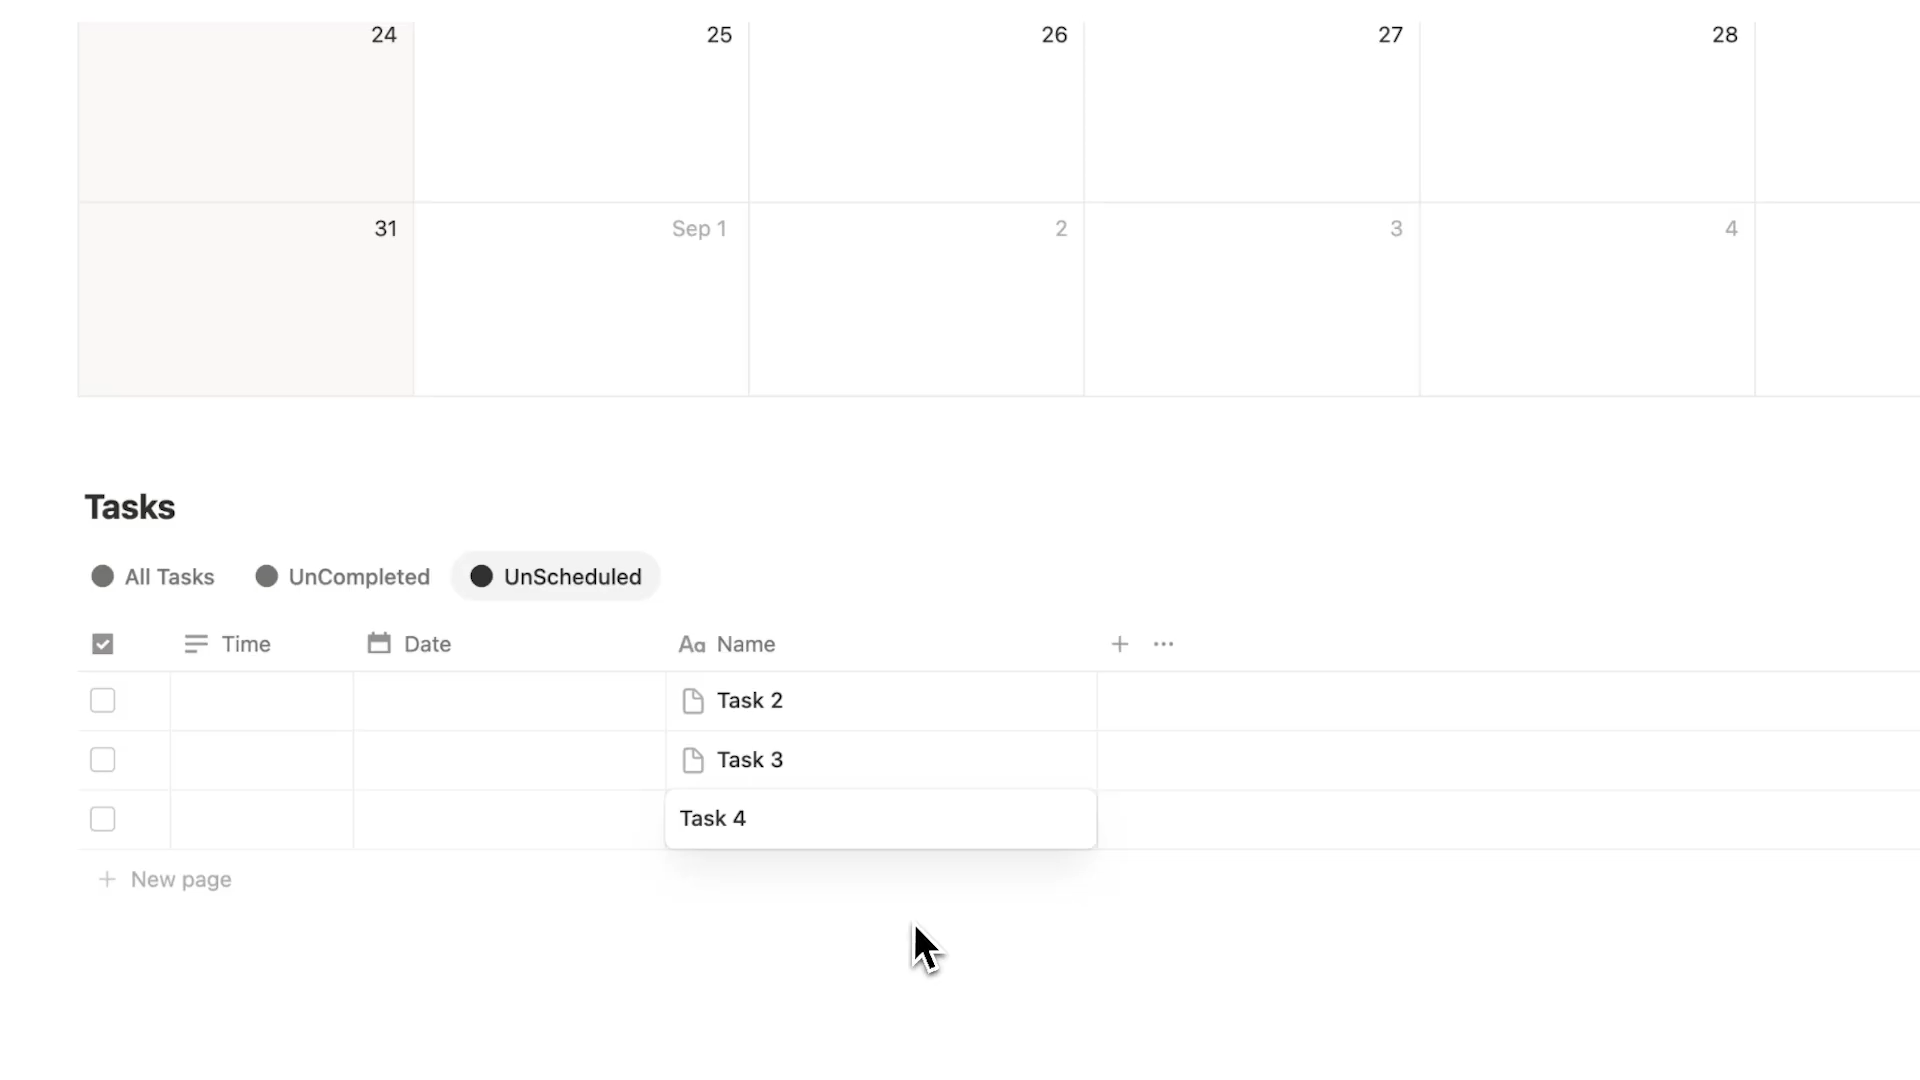 24 25 26 27 28
31 Sep 1 2 3 4
Tasks
All Tasks UnCompleted UnScheduled
Time Date Aa Name
Task 2
Task 3
Task 4
+ New page